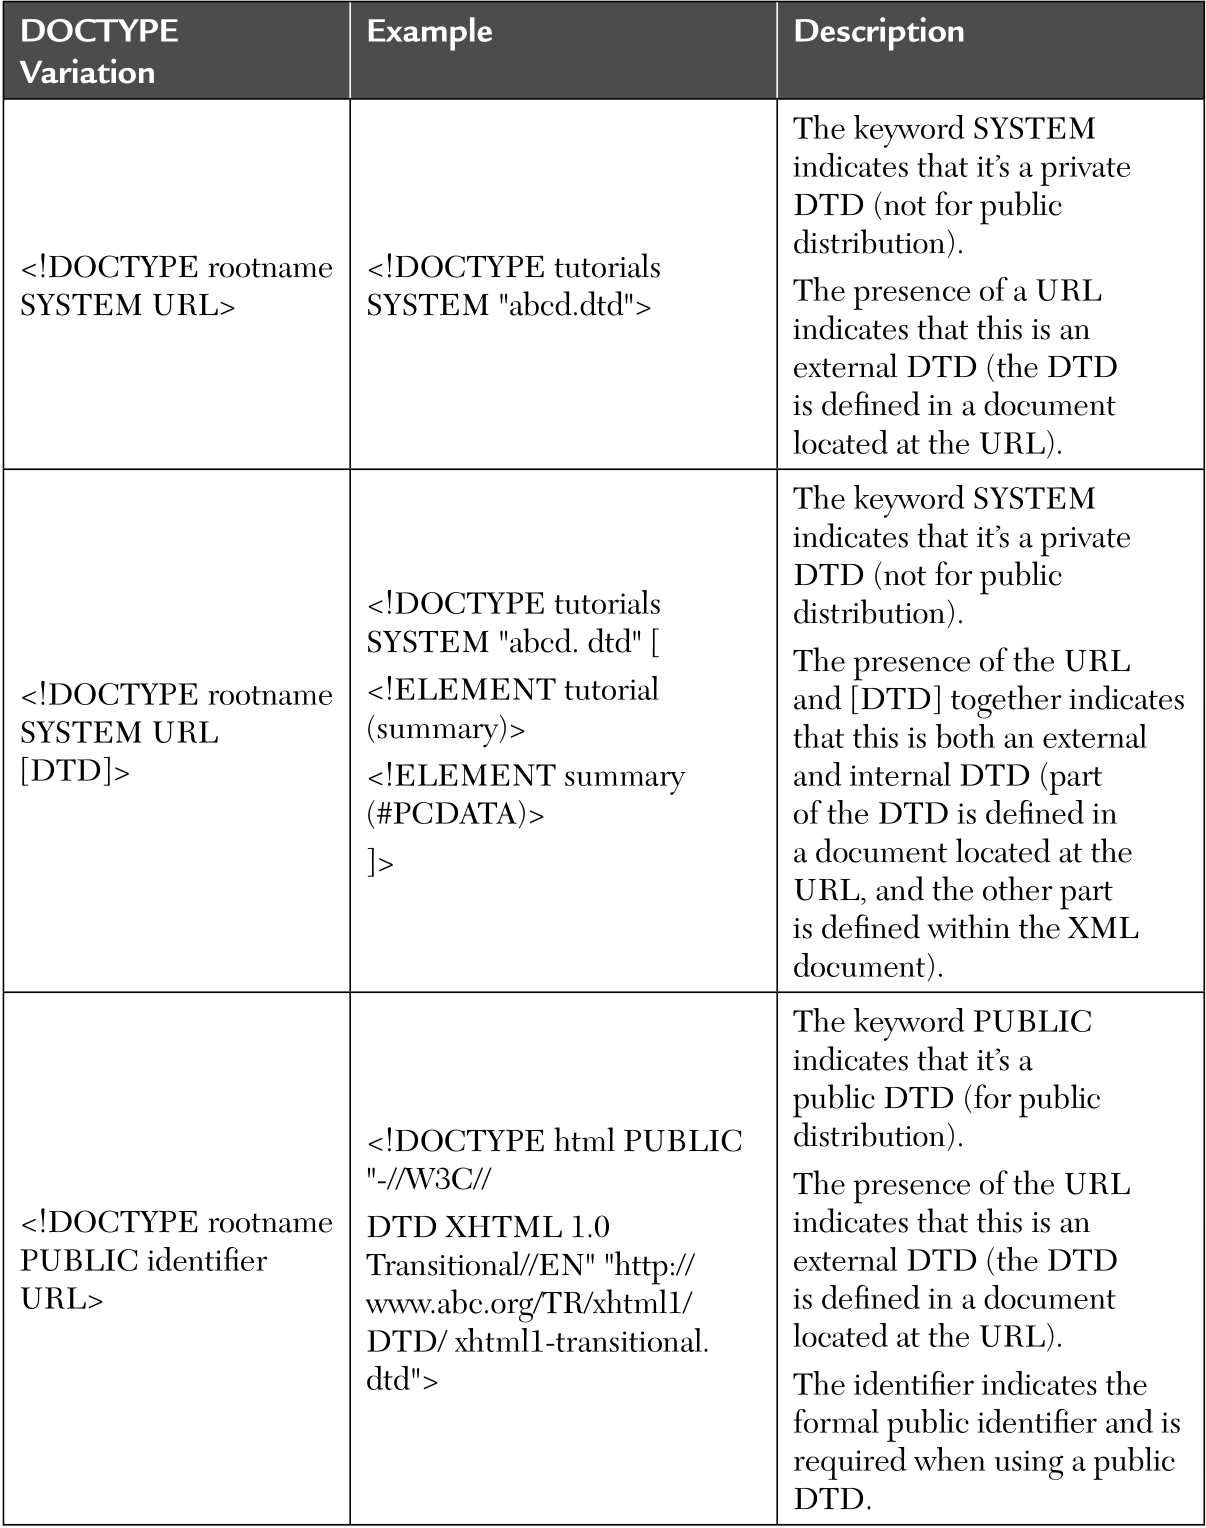 DOCTYPE
Variation
Example
Description
<!DOCTYPE rootname
SYSTEM URL>
<!DOCTYPE tutorials
SYSTEM "abcd.dtd">
The keyword SYSTEM
indicates that it’s a private
DTD (not for public
distribution).
The presence of a URL
indicates that this is an
external DTD (the DTD
is defined in a document
located at the URL).
<!DOCTYPE rootname
SYSTEM URL
[DTD]>
<!DOCTYPE tutorials
SYSTEM "abcd. dtd" [
<!ELEMENT tutorial
(summary)>
<!ELEMENT summary
(#PCDATA)>
]>
The keyword SYSTEM
indicates that it’s a private
DTD (not for public
distribution).
The presence of the URL
and [DTD] together indicates
that this is both an external
and internal DTD (part
of the DTD is defined in
a document located at the
URL, and the other part
is defined within the XML
document).
<!DOCTYPE rootname
PUBLIC identifier
URL>
<!DOCTYPE html PUBLIC
"-//W3C//
DTD XHTML 1.0
Transitional//EN" "http://
www.abc.org/TR/xhtml1/
DTD/ xhtml1-transitional.
dtd">
The keyword PUBLIC
indicates that it’s a
public DTD (for public
distribution).
The presence of the URL
indicates that this is an
external DTD (the DTD
is defined in a document
located at the URL).
The identifier indicates the
formal public identifier and is
required when using a public
DTD.